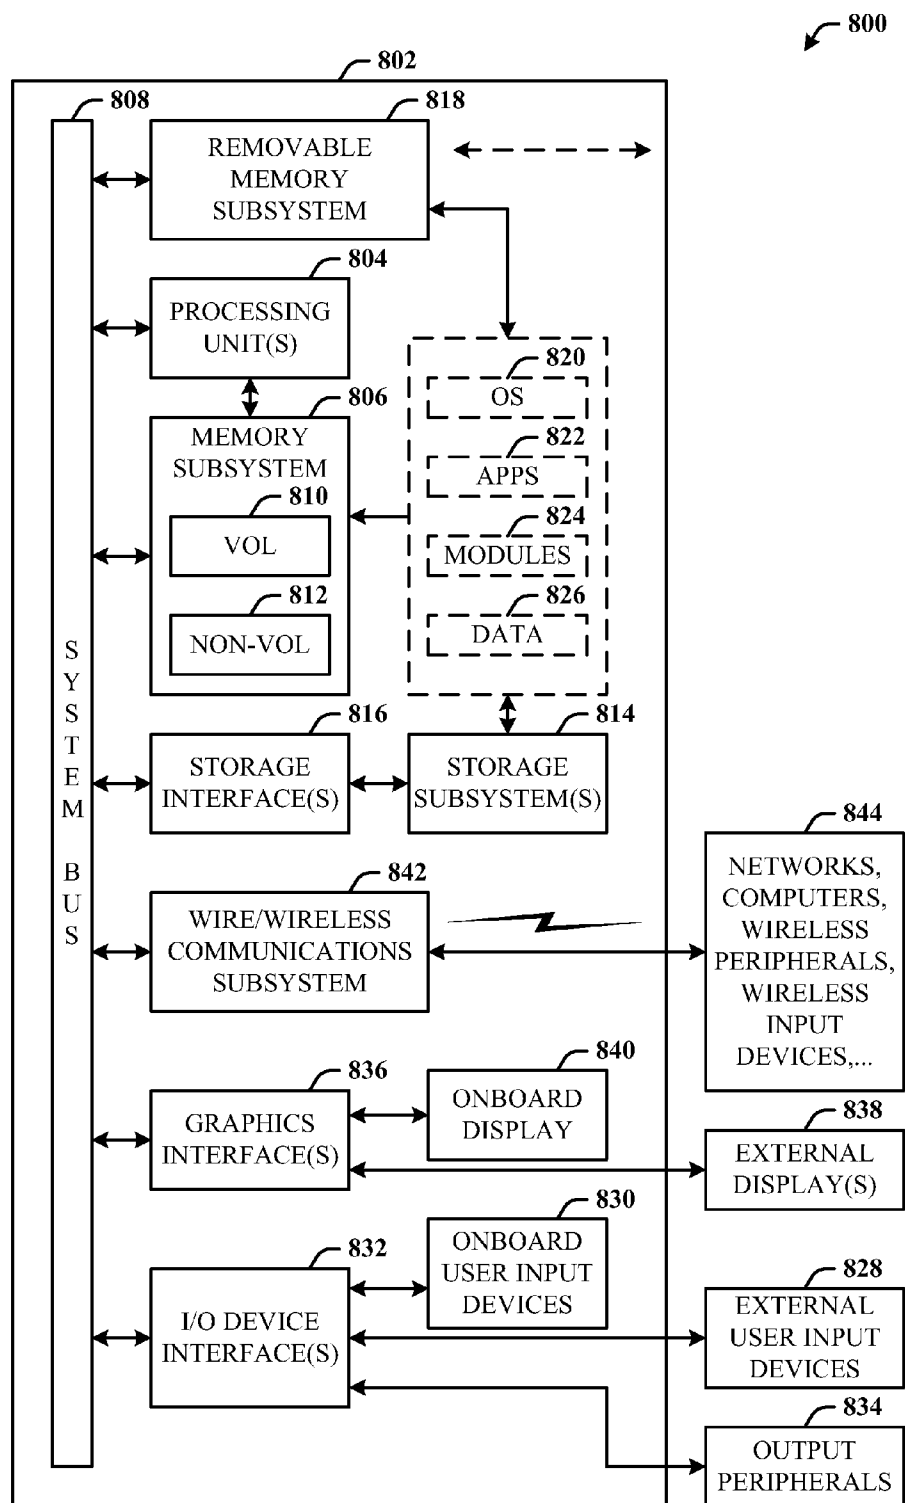 800
802
808
818
REMOVABLE
MEMORY
SUBSYSTEM
804
PROCESSING
UNIT(S)
806
MEMORY
SUBSYSTEM
810
VOL
812
NON-VOL
820
OS
822
APPS
824
MODULES
826
DATA
SYSTEM BUS
816
STORAGE
INTERFACE(S)
814
STORAGE
SUBSYSTEM(S)
842
WIRE/WIRELESS
COMMUNICATIONS
SUBSYSTEM
844
NETWORKS,
COMPUTERS,
WIRELESS
PERIPHERALS,
WIRELESS
INPUT
DEVICES,...
836
GRAPHICS
INTERFACE(S)
840
ONBOARD
DISPLAY
838
EXTERNAL
DISPLAY(S)
832
I/O DEVICE
INTERFACE(S)
830
ONBOARD
USER INPUT
DEVICES
828
EXTERNAL
USER INPUT
DEVICES
834
OUTPUT
PERIPHERALS